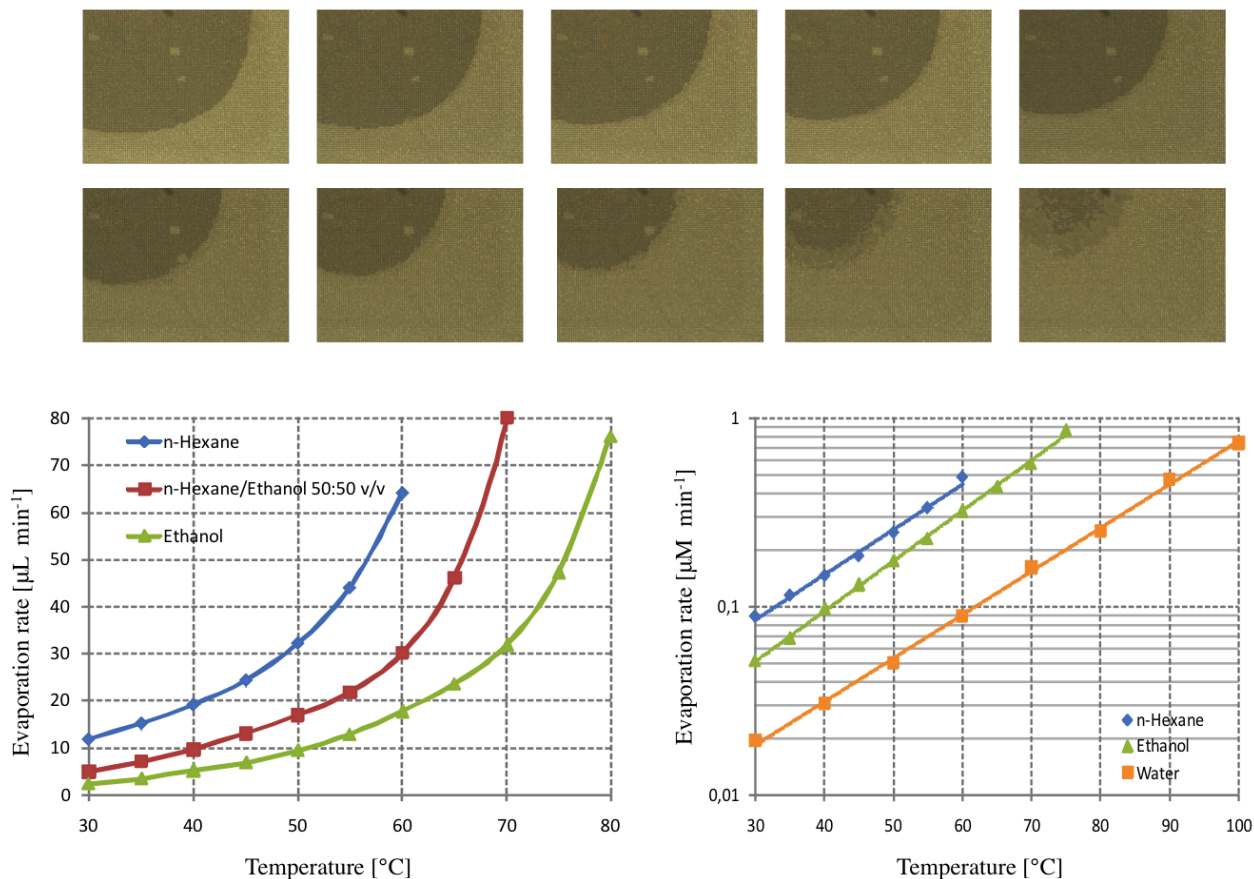 80
70
60
50
40
30
20
10
0
n-Hexane
n-Hexane/Ethanol 50:50 v/v
Ethanol
Evaporation rate [µL min⁻¹]
30 40 50 60 70 80
Temperature [°C]
1
0,1
0,01
Evaporation rate [µM min⁻¹]
n-Hexane
Ethanol
Water
30 40 50 60 70 80 90 100
Temperature [°C]